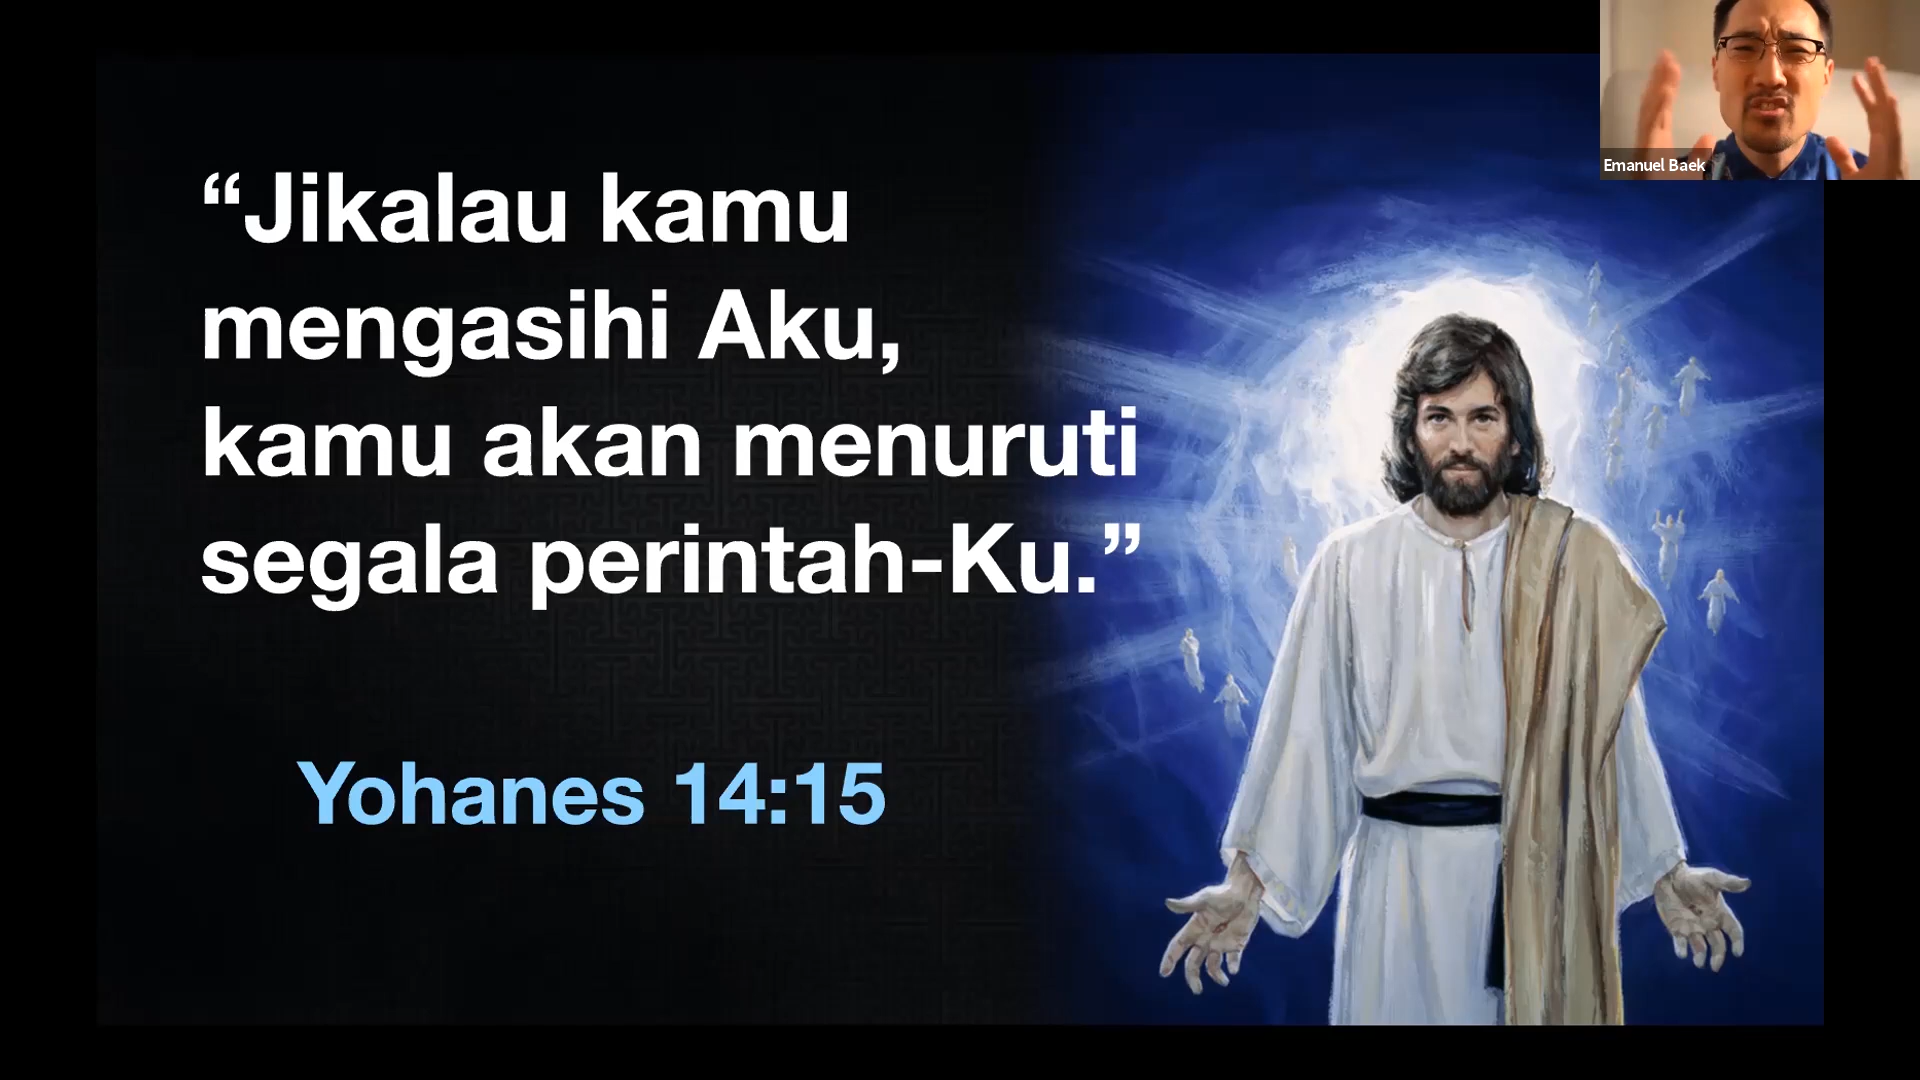 “Jikalau kamu
mengasihi Aku,
kamu akan menuruti
segala perintah-Ku.”
Yohanes 14:15
Emanuel Baek